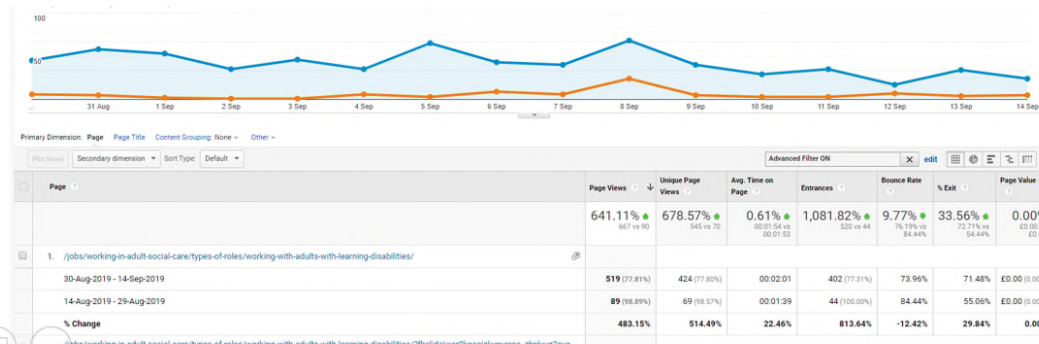 100
50
... 31 Aug 1 Sep 2 Sep 3 Sep 4 Sep 5 Sep 6 Sep 7 Sep 8 Sep 9 Sep 10 Sep 11 Sep 12 Sep 13 Sep 14 Sep
Primary Dimension: Page Page Title Content Grouping: None Other
Plot Rows Secondary dimension Sort Type: Default Advanced Filter ON edit
Page Page Views Unique Page Views Avg. Time on Page Entrances Bounce Rate % Exit Page Value
641.11% 678.57% 0.61% 1,081.82% 9.77% 33.56% 0.00
667 vs 90 545 vs 70 00:01:54 vs 00:01:53 520 vs 44 76.19% vs 84.44% 72.71% vs 54.44% £0.00
1. /jobs/working-in-adult-social-care/types-of-roles/working-with-adults-with-learning-disabilities/
30-Aug-2019 - 14-Sep-2019 519 (77.81%) 424 (77.80%) 00:02:01 402 (77.31%) 73.96% 71.48% £0.00
14-Aug-2019 - 29-Aug-2019 89 (98.89%) 69 (98.57%) 00:01:39 44 (100.00%) 84.44% 55.06% £0.00
% Change 483.15% 514.49% 22.46% 813.64% -12.42% 29.84% 0.00